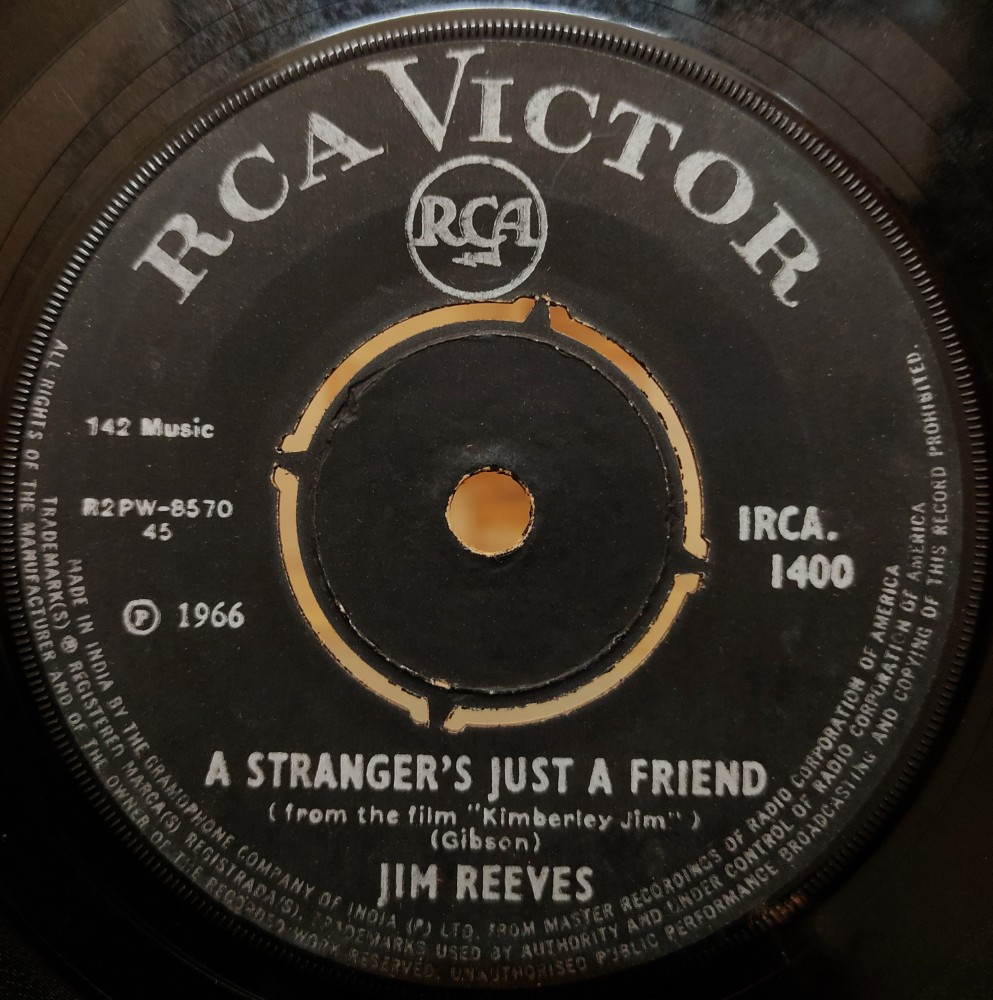 RCA VICTOR
RCA
142 Music
R2PW-8570
45
Ⓟ 1966
IRCA.
1400
A STRANGER'S JUST A FRIEND
(from the film "Kimberley Jim")
(Gibson)
JIM REEVES
MADE IN INDIA BY THE GRAMOPHONE COMPANY OF INDIA (P) LTD. FROM MASTER RECORDINGS OF RADIO CORPORATION OF AMERICA
TRADEMARK(S) ® REGISTERED MARCA(S) REGISTRADA(S). TRADEMARKS USED BY AUTHORITY AND UNDER CONTROL OF RADIO CORPORATION OF AMERICA
ALL RIGHTS OF THE MANUFACTURER AND OF THE OWNER OF THE RECORDED WORK RESERVED. UNAUTHORISED PUBLIC PERFORMANCE BROADCASTING AND COPYING OF THIS RECORD PROHIBITED.